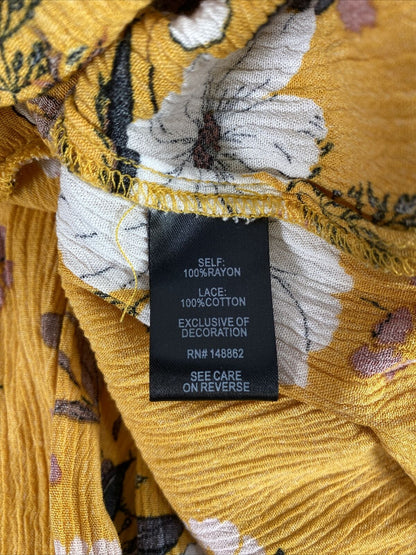 SELF:
100%RAYON
LACE:
100%COTTON
EXCLUSIVE OF
DECORATION
RN# 148862
SEE CARE
ON REVERSE